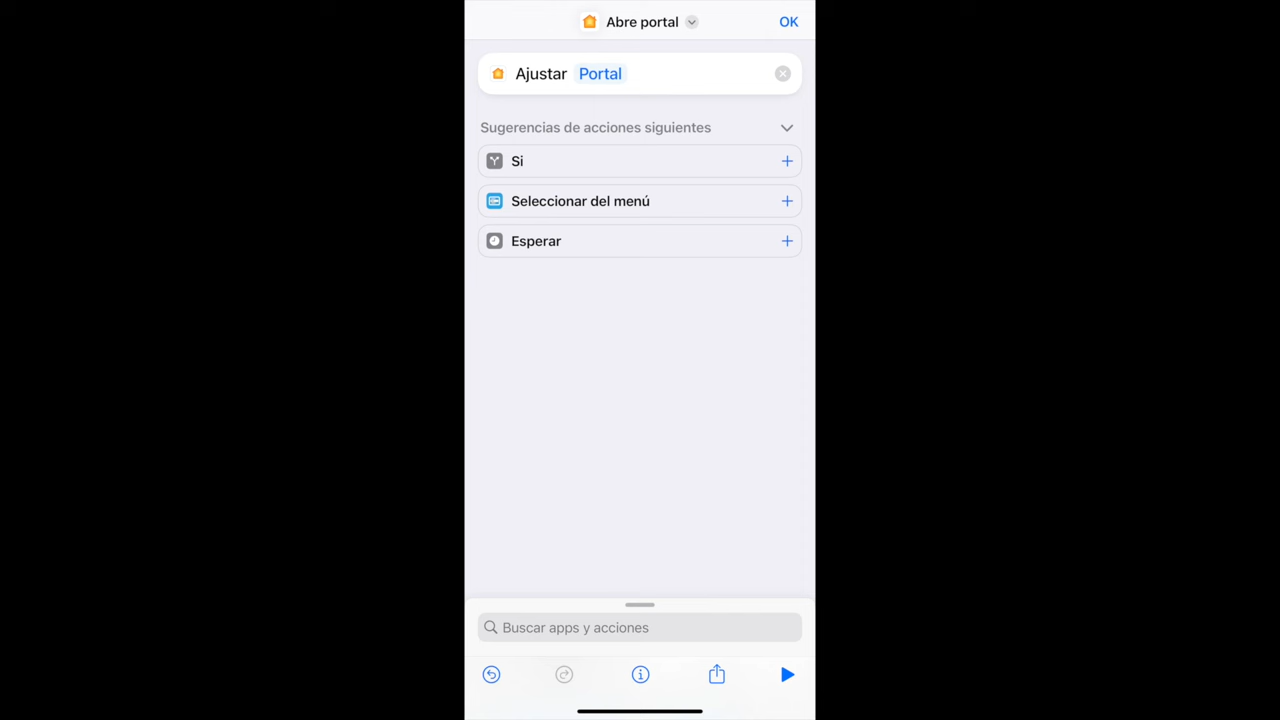 Abre portal
OK
Ajustar Portal
Sugerencias de acciones siguientes
Si
Seleccionar del menú
Esperar
Buscar apps y acciones